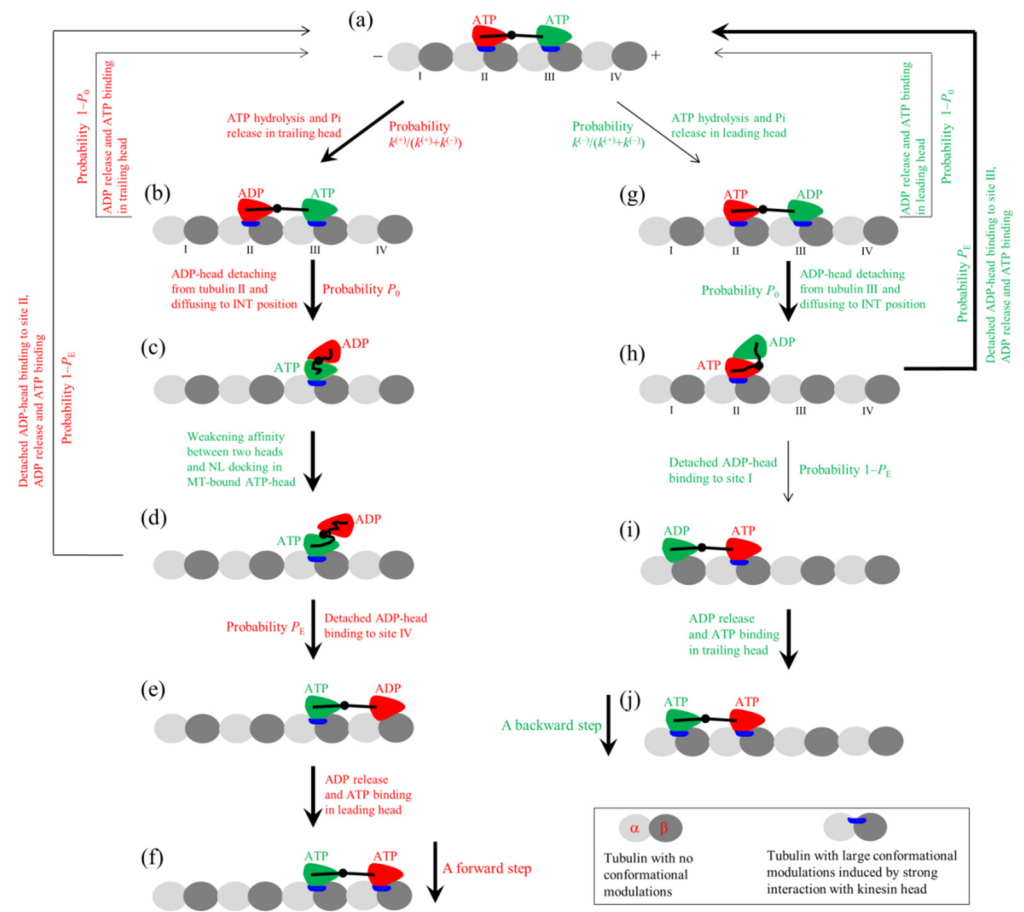 (a)
ATP
ATP
−
+
I
II
III
IV
ATP hydrolysis and Pi
release in trailing head
Probability
k(+)/(k(+)+k(−))
Probability
k(−)/(k(+)+k(−))
ATP hydrolysis and Pi
release in leading head
Probability 1–P0
ADP release and ATP binding
in trailing head
ADP release and ATP binding
in leading head
Probability 1–P0
(b)
ADP
ATP
I
II
III
IV
(g)
ATP
ADP
I
II
III
IV
ADP-head detaching
from tubulin II and
diffusing to INT position
Probability P0
Probability P0
ADP-head detaching
from tubulin III and
diffusing to INT position
Detached ADP-head binding to site II,
ADP release and ATP binding
Probability 1–PE
Probability PE
Detached ADP-head binding to site III,
ADP release and ATP binding
(c)
ADP
ATP
(h)
ADP
ATP
I
II
III
IV
Weakening affinity
between two heads
and NL docking in
MT-bound ATP-head
Detached ADP-head
binding to site I
Probability 1–PE
(d)
ADP
ATP
(i)
ADP
ATP
Probability PE
Detached ADP-head
binding to site IV
ADP release
and ATP binding
in trailing head
(e)
ATP
ADP
(j)
ATP
ATP
A backward step
ADP release
and ATP binding
in leading head
(f)
ATP
ATP
A forward step
α
β
Tubulin with no
conformational
modulations
Tubulin with large conformational
modulations induced by strong
interaction with kinesin head